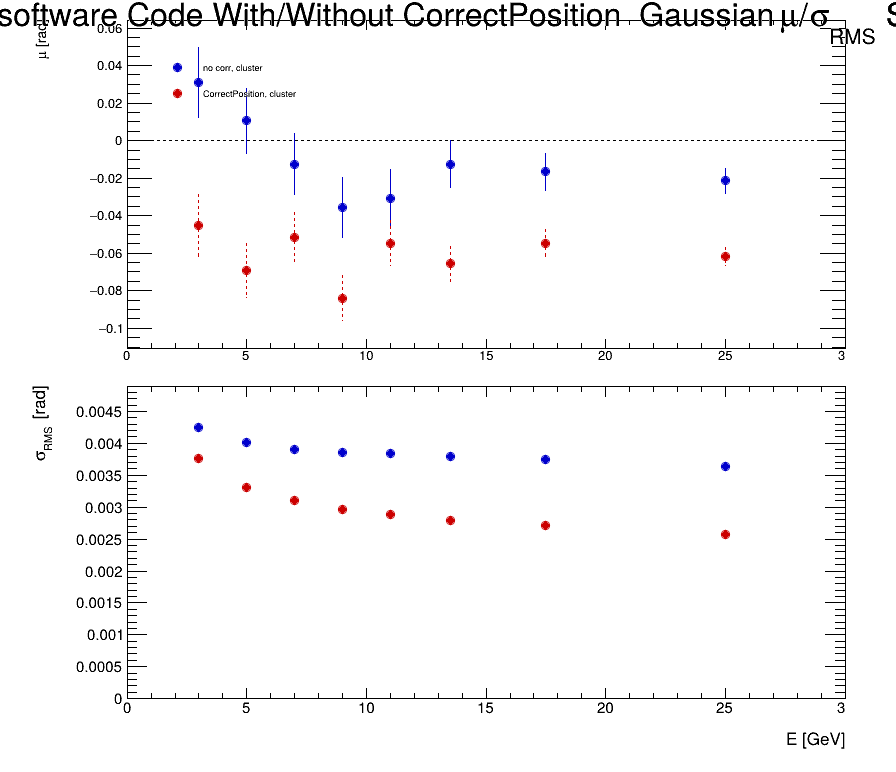 software Code With/Without CorrectPosition Gaussian μ/σRMS S
μ [rad
0.06
0.04
0.02
0
−0.02
−0.04
−0.06
−0.08
−0.1
no corr, cluster
CorrectPosition, cluster
0 5 10 15 20 25 3
σRMS [rad]
0.0045
0.004
0.0035
0.003
0.0025
0.002
0.0015
0.001
0.0005
0
0 5 10 15 20 25 3
E [GeV]